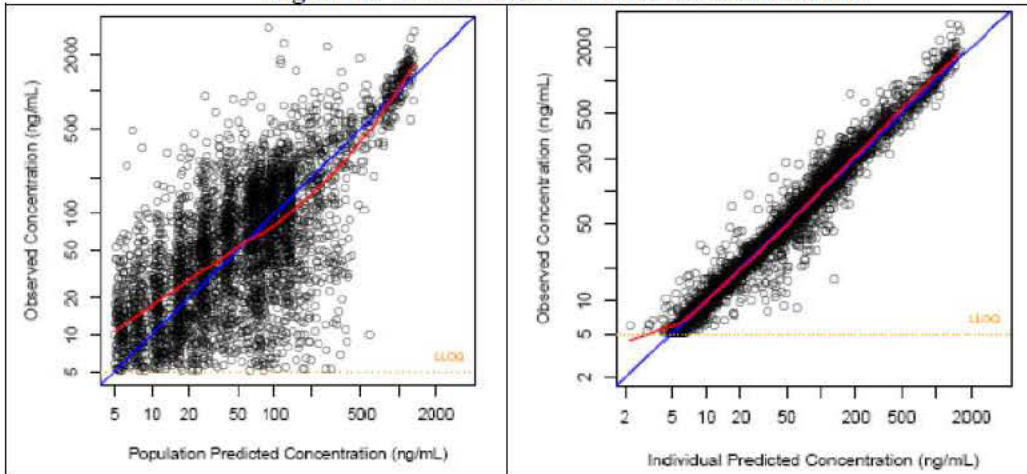 Observed Concentration (ng/mL)
2000
500
100
50
20
10
5
LLOQ
5 10 20 50 100 500 2000
Population Predicted Concentration (ng/mL)
Observed Concentration (ng/mL)
2000
500
200
50
10
5
2
LLOQ
2 5 10 20 50 200 500 2000
Individual Predicted Concentration (ng/mL)